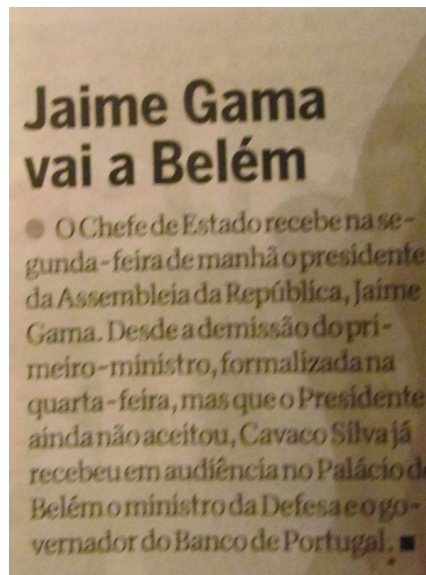 Jaime Gama
vai a Belém
● O Chefe de Estado recebe na se-
gunda-feira de manhã o presidente
da Assembleia da República, Jaime
Gama. Desde a demissão do pri-
meiro-ministro, formalizada na
quarta-feira, mas que o Presidente
ainda não aceitou, Cavaco Silva já
recebeu em audiência no Palácio de
Belém o ministro da Defesa e o go-
vernador do Banco de Portugal. ■